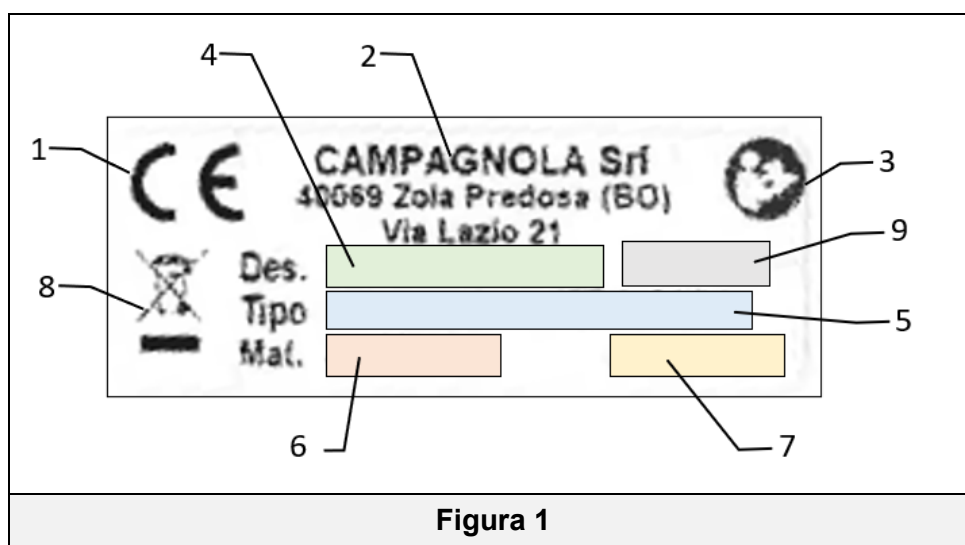 4 2
1 CE CAMPAGNOLA Srl 3
40069 Zola Predosa (BO)
Via Lazio 21
9
8 Des.
Tipo 5
Mat.
6 7
Figura 1